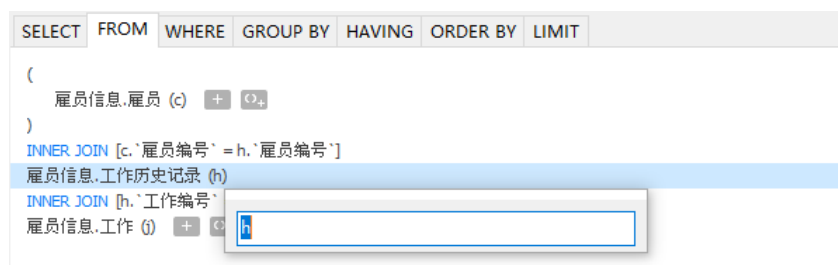 SELECT FROM WHERE GROUP BY HAVING ORDER BY LIMIT
(
雇员信息.雇员 (c)
)
INNER JOIN [c.`雇员编号` = h.`雇员编号`]
雇员信息.工作历史记录 (h)
INNER JOIN [h.`工作编号`
雇员信息.工作 (j)
h